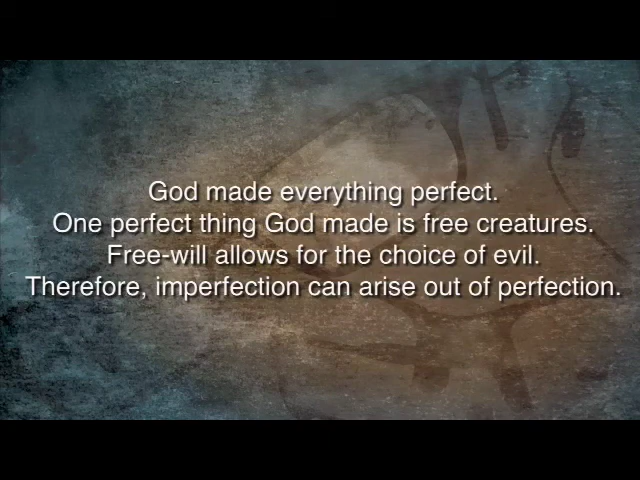 God made everything perfect.
One perfect thing God made is free creatures.
Free-will allows for the choice of evil.
Therefore, imperfection can arise out of perfection.